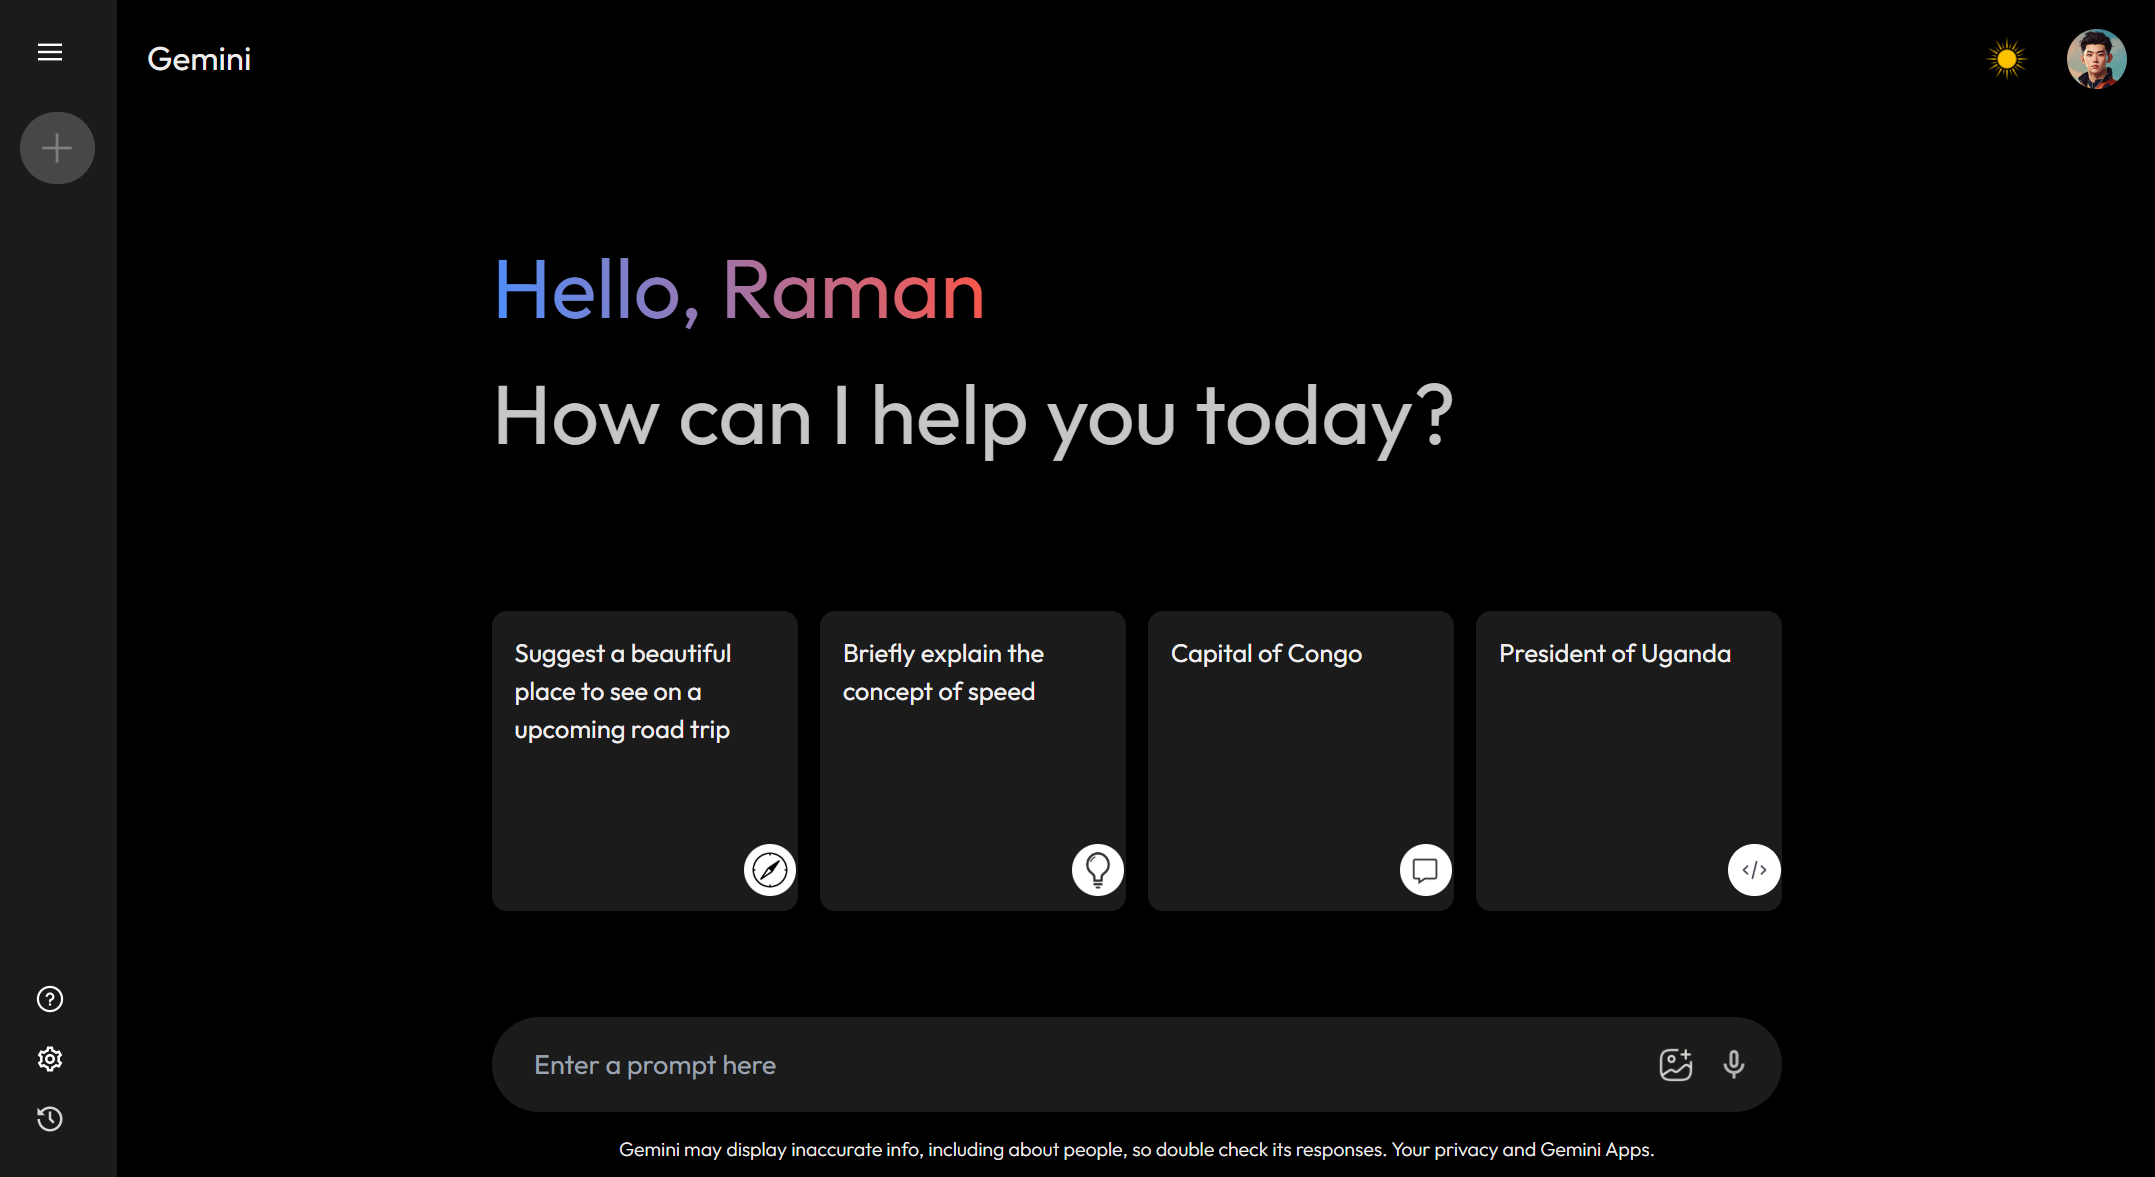 Gemini
Hello, Raman
How can I help you today?
Suggest a beautiful
place to see on a
upcoming road trip
Briefly explain the
concept of speed
Capital of Congo
President of Uganda
Enter a prompt here
Gemini may display inaccurate info, including about people, so double check its responses. Your privacy and Gemini Apps.